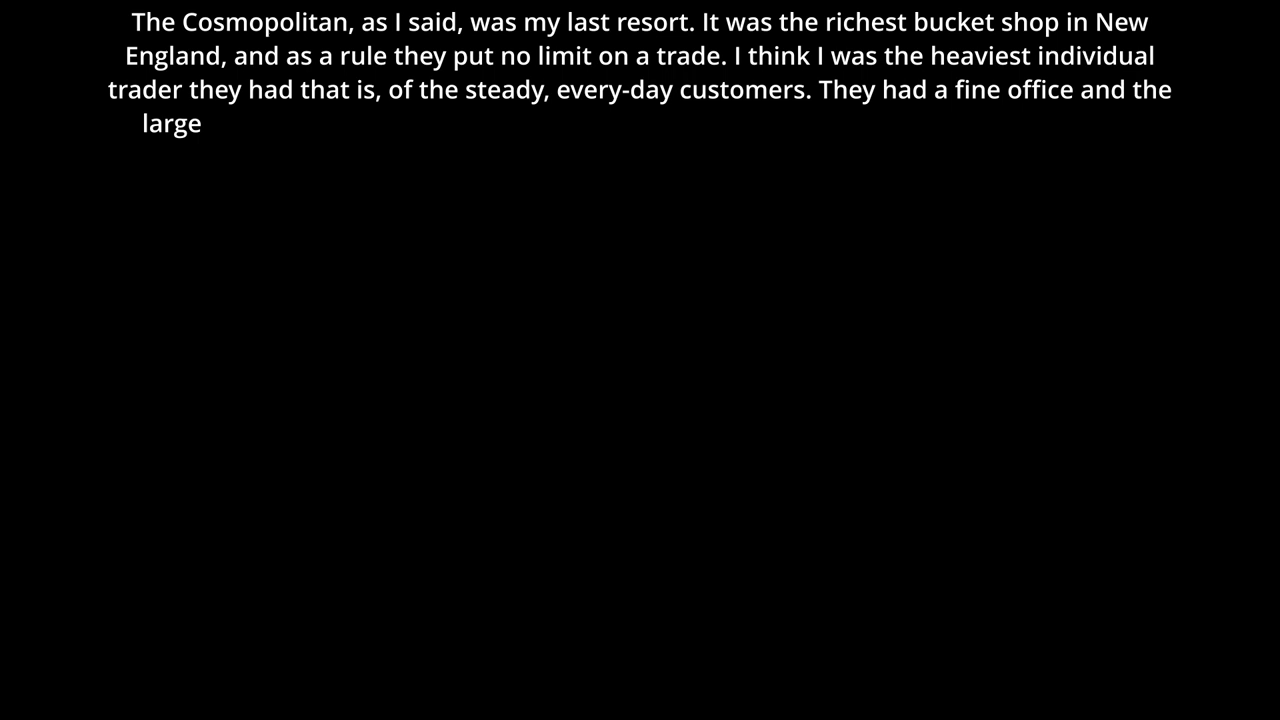 The Cosmopolitan, as I said, was my last resort. It was the richest bucket shop in New
England, and as a rule they put no limit on a trade. I think I was the heaviest individual
trader they had that is, of the steady, every-day customers. They had a fine office and the
large